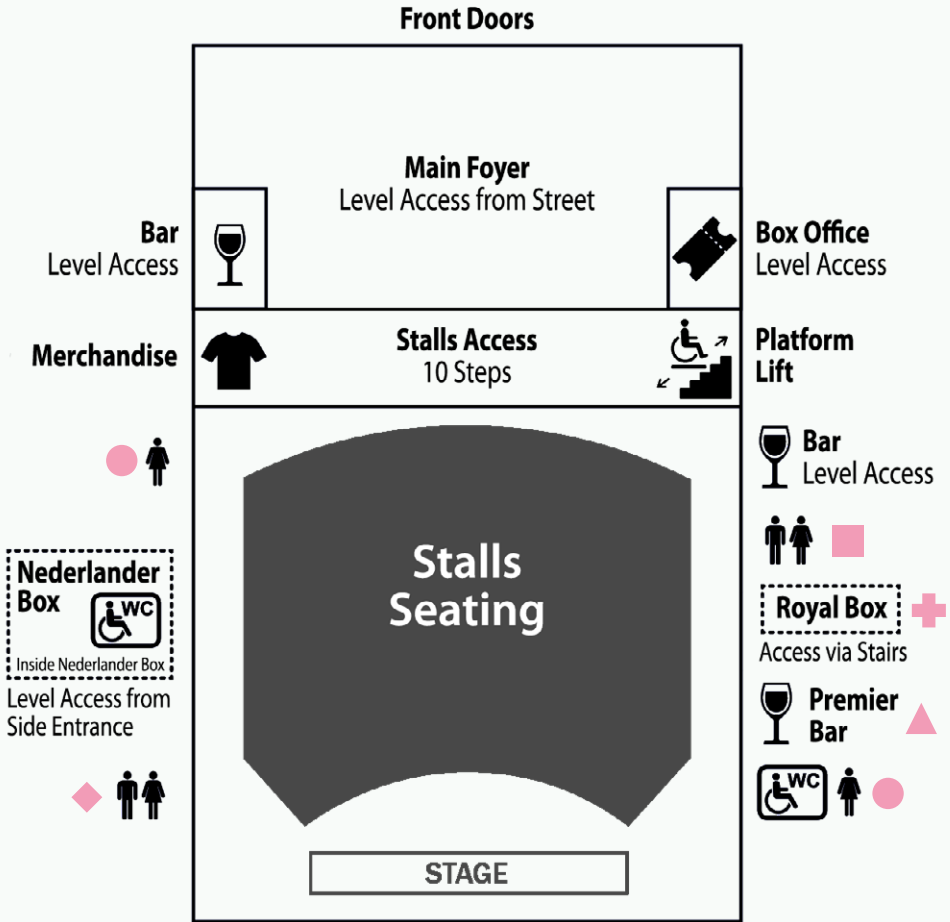 Front Doors
Main Foyer
Level Access from Street
Bar
Level Access
Box Office
Level Access
Merchandise
Stalls Access
10 Steps
Platform
Lift
Bar
Level Access
Stalls
Seating
Nederlander
Box
WC
Inside Nederlander Box
Level Access from
Side Entrance
Royal Box
Access via Stairs
Premier
Bar
WC
STAGE